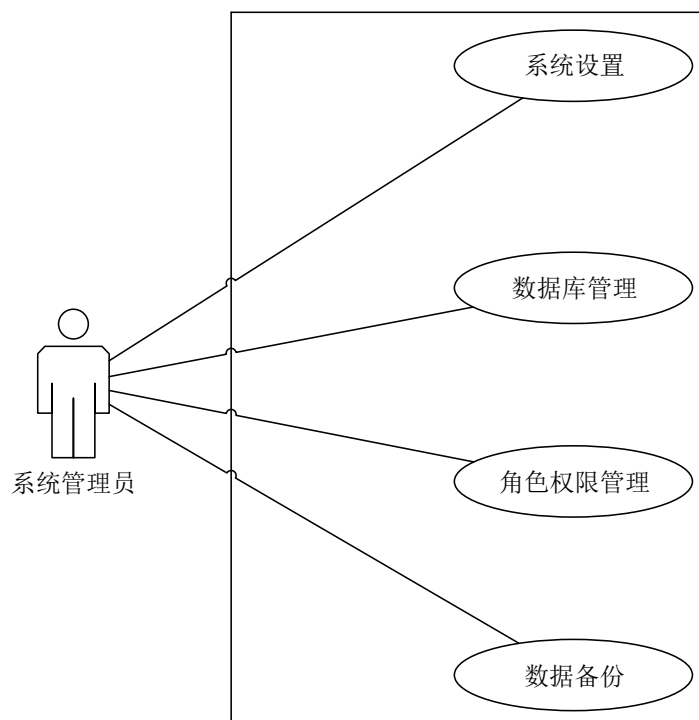 系统设置
数据库管理
角色权限管理
系统管理员
数据备份